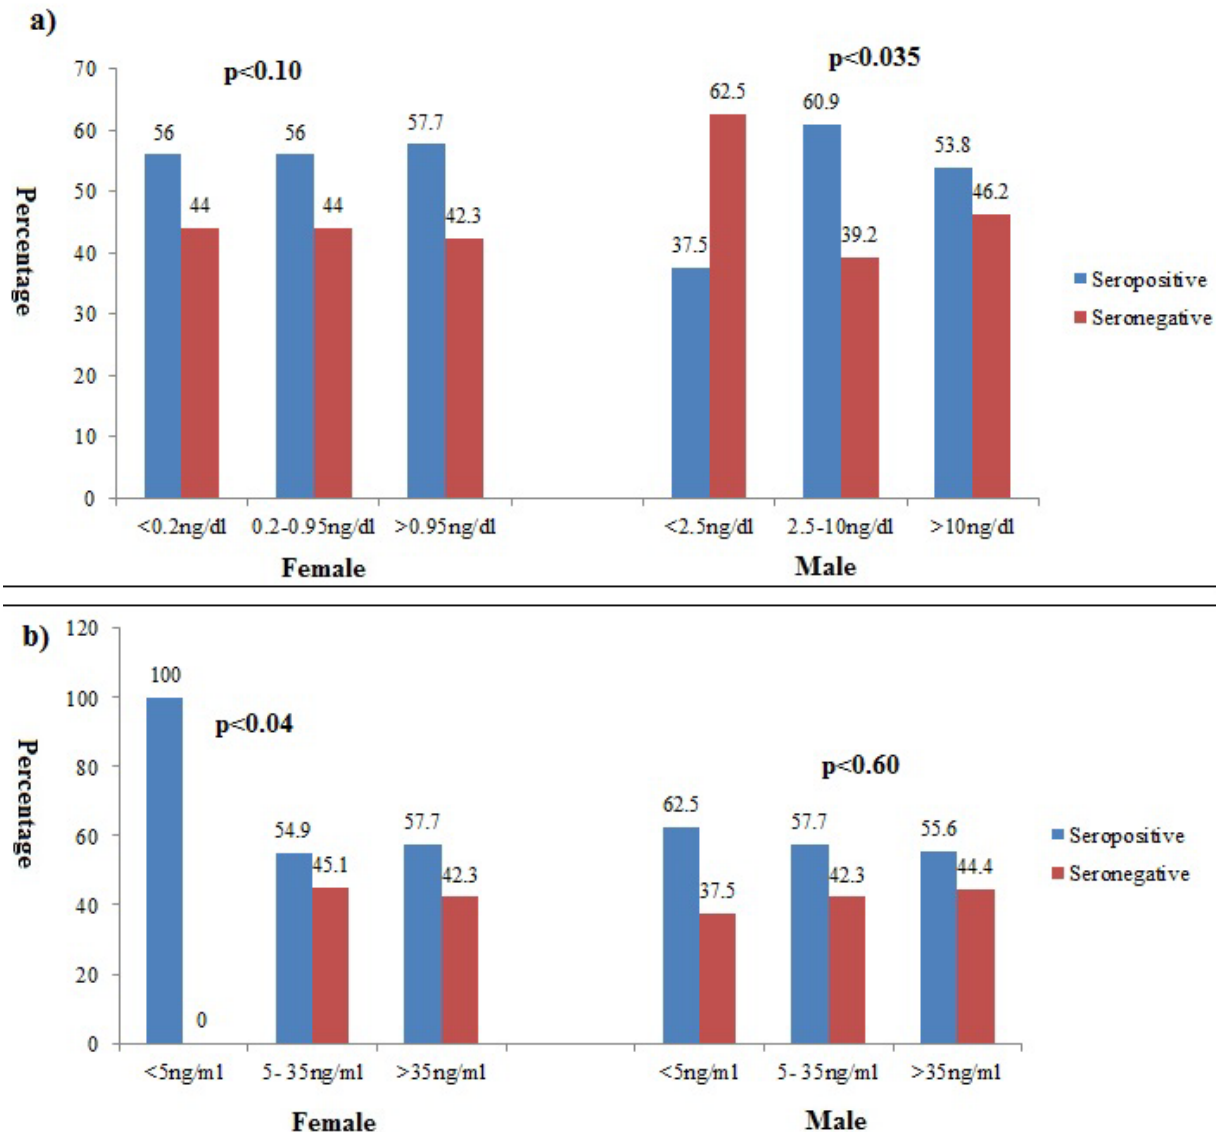 a)
p<0.10
p<0.035
70
60
50
40
30
20
10
0
Percentage
56
44
56
44
57.7
42.3
37.5
62.5
60.9
39.2
53.8
46.2
Seropositive
Seronegative
<0.2ng/dl
0.2-0.95ng/dl
>0.95ng/dl
<2.5ng/dl
2.5-10ng/dl
>10ng/dl
Female
Male
b)
120
100
80
60
40
20
0
Percentage
100
0
p<0.04
54.9
45.1
57.7
42.3
p<0.60
62.5
37.5
57.7
42.3
55.6
44.4
Seropositive
Seronegative
<5ng/ml
5-35ng/ml
>35ng/ml
<5ng/ml
5-35ng/ml
>35ng/ml
Female
Male